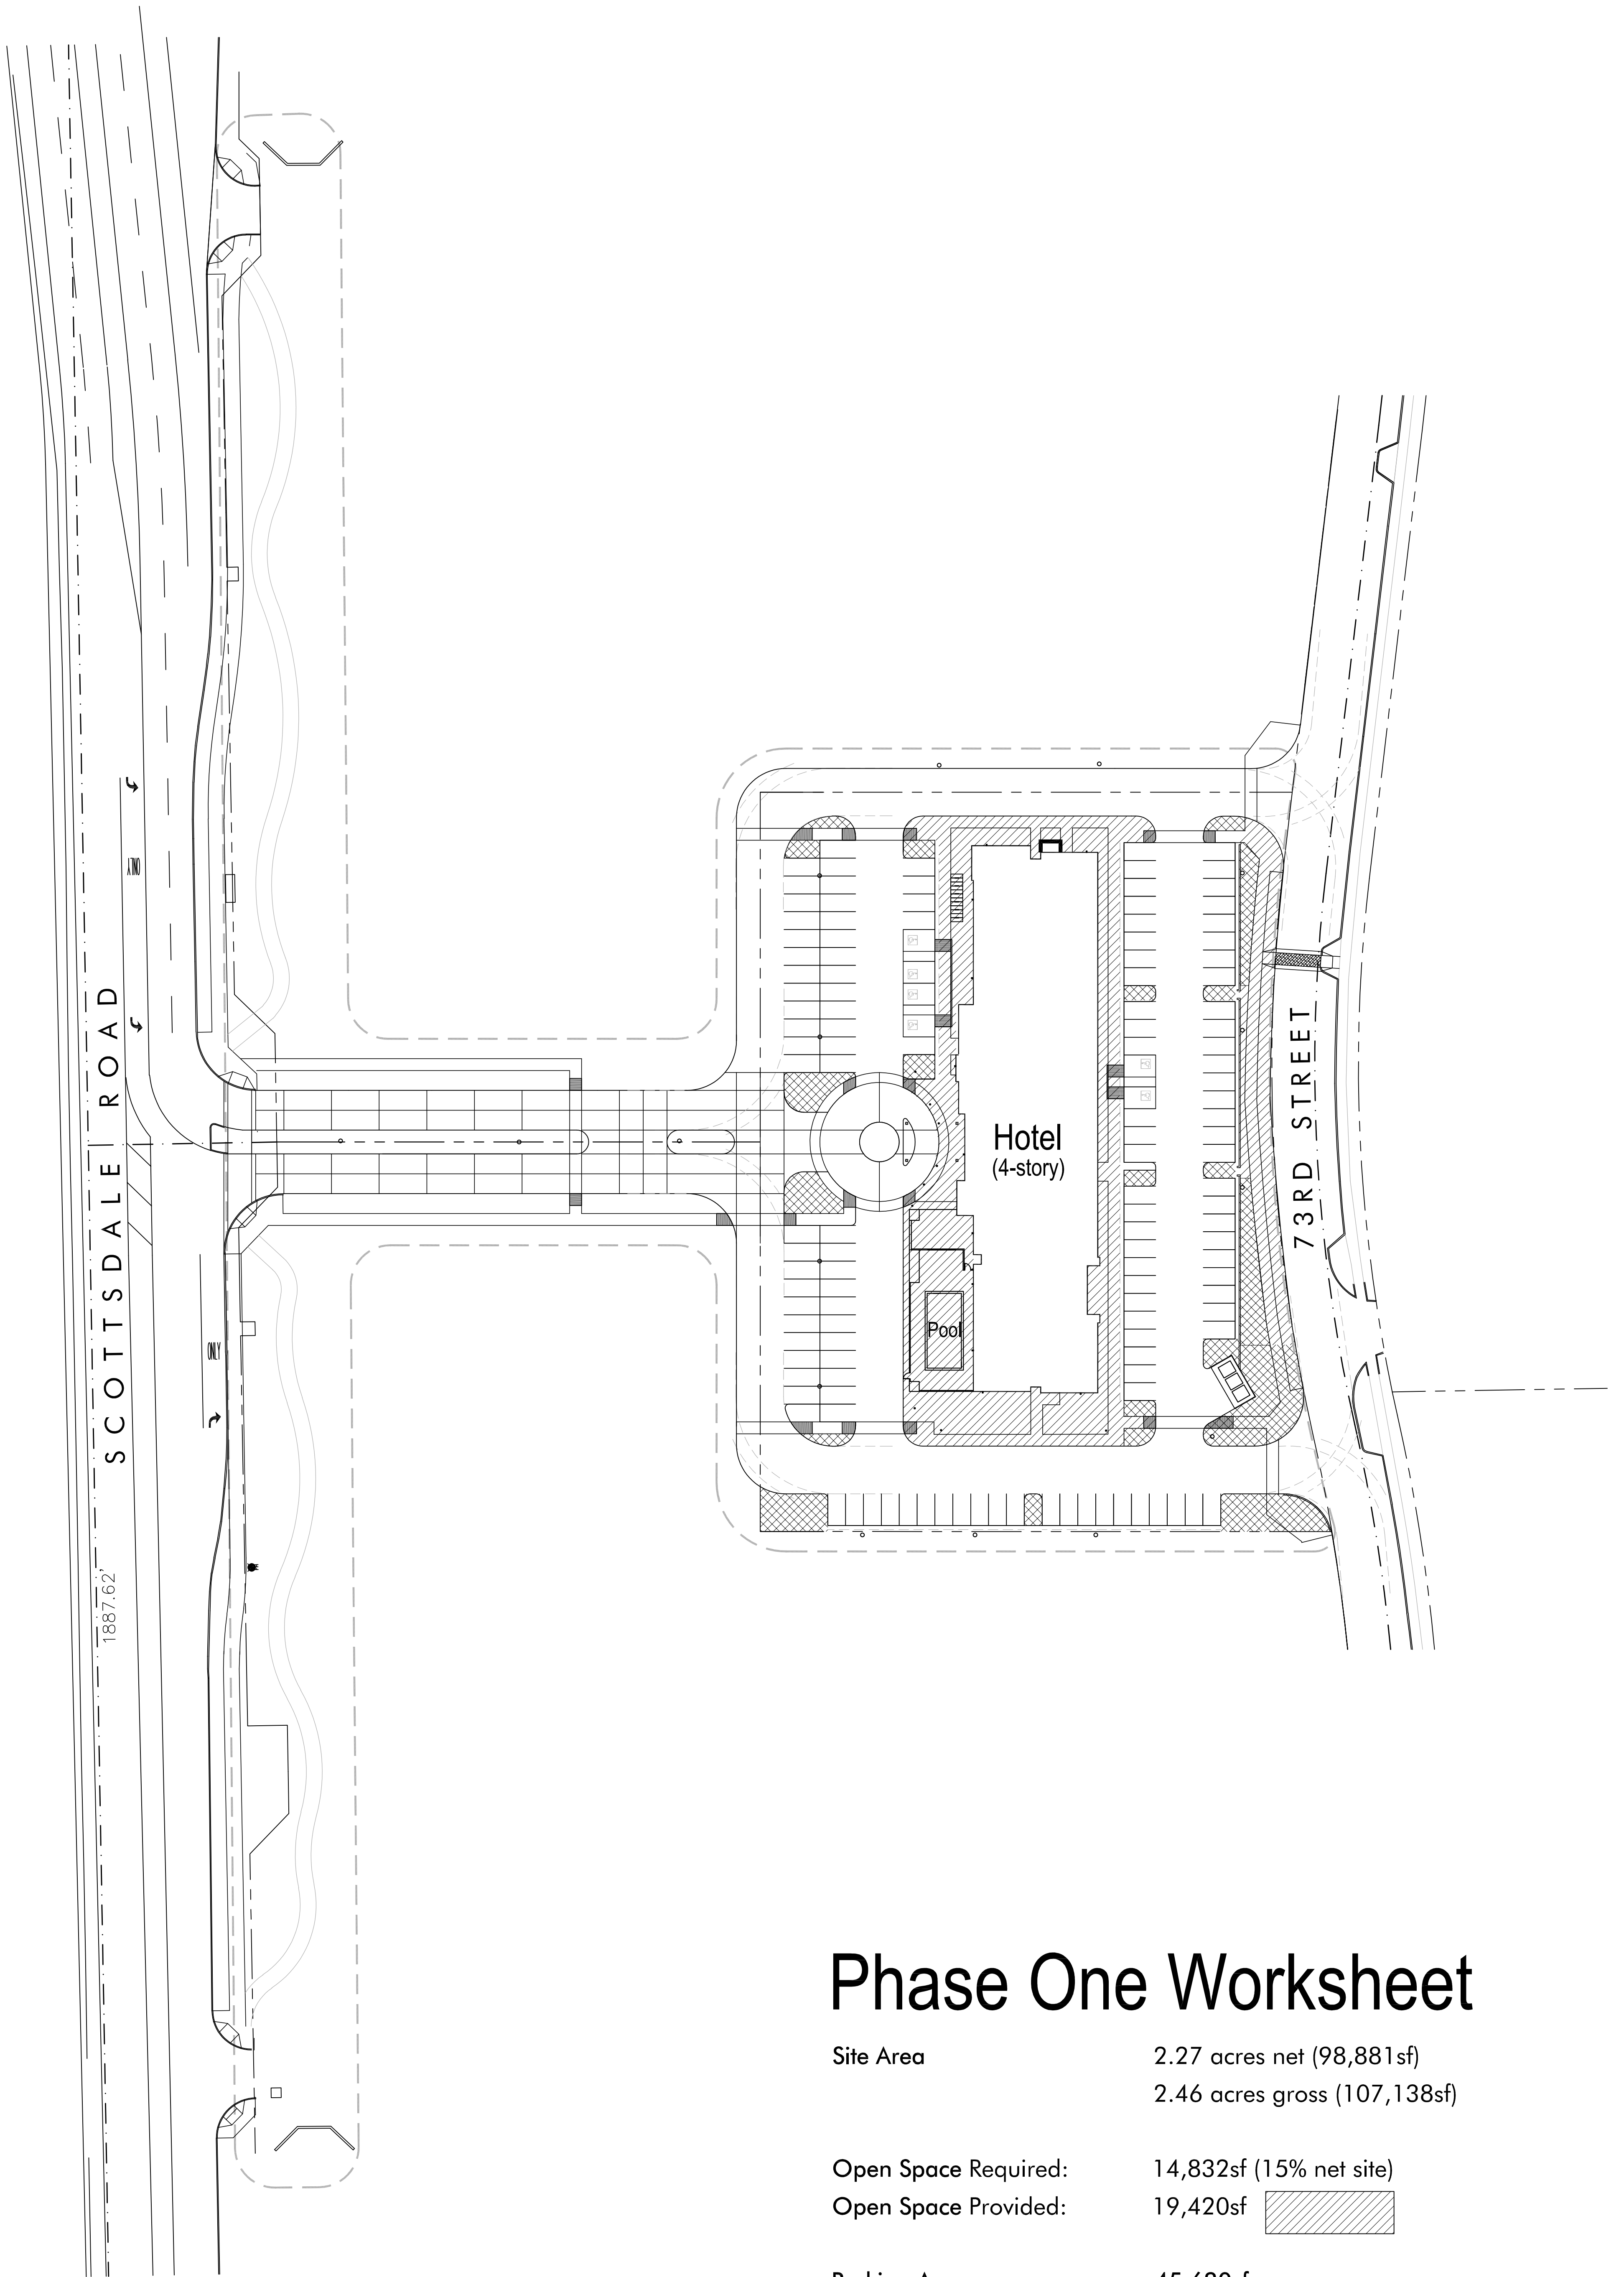 ONLY
SCOTTSDALE ROAD
73RD STREET
Hotel
(4-story)
Pool
ONLY
1887.62'
Phase One Worksheet
Site Area 2.27 acres net (98,881sf)
2.46 acres gross (107,138sf)
Open Space Required: 14,832sf (15% net site)
Open Space Provided: 19,420sf